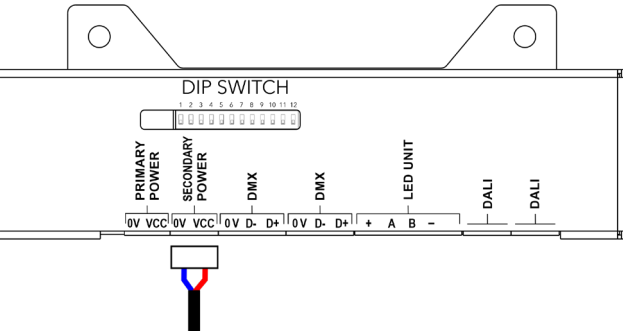 DIP SWITCH
1 2 3 4 5 6 7 8 9 10 11 12
PRIMARY
POWER
SECONDARY
POWER
DMX
DMX
LED UNIT
DALI
DALI
0V VCC 0V VCC 0V D- D+ 0V D- D+ + A B −